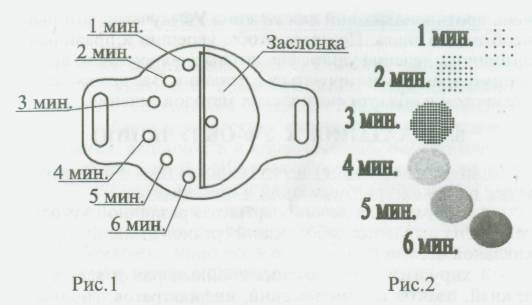 1 мин.
2 мин.
3 мин.
4 мин.
5 мин.
6 мин.
Заслонка
Рис.1
1 мин.
2 мин.
3 мин.
4 мин.
5 мин.
6 мин.
Рис.2